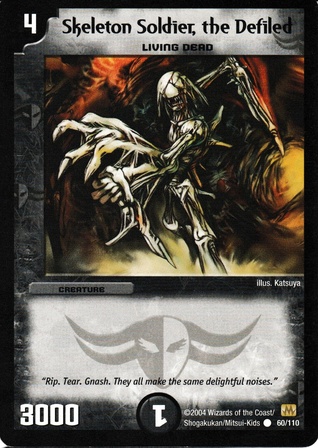 4
Skeleton Soldier, the Defiled
LIVING DEAD
illus. Katsuya
CREATURE
"Rip. Tear. Gnash. They all make the same delightful noises."
3000
1
©2004 Wizards of the Coast/
Shogakukan/Mitsui-Kids
60/110